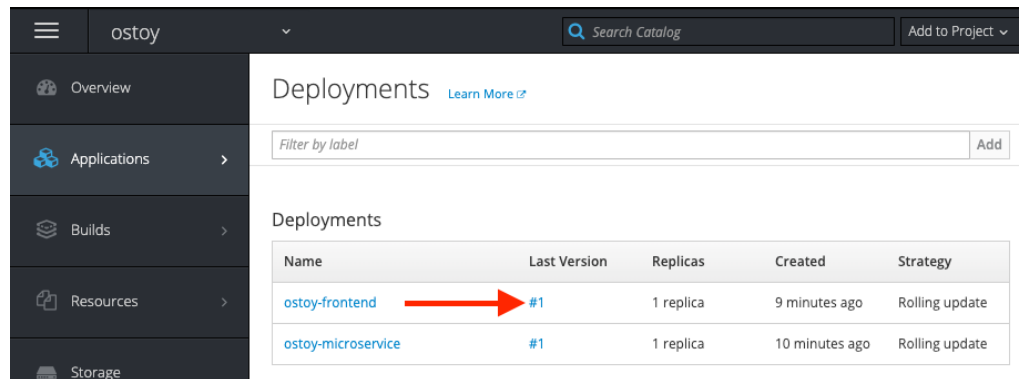 ostoy
Search Catalog
Add to Project
Overview
Applications
Builds
Resources
Storage
Deployments Learn More
Filter by label
Add
Deployments
Name Last Version Replicas Created Strategy
ostoy-frontend #1 1 replica 9 minutes ago Rolling update
ostoy-microservice #1 1 replica 10 minutes ago Rolling update